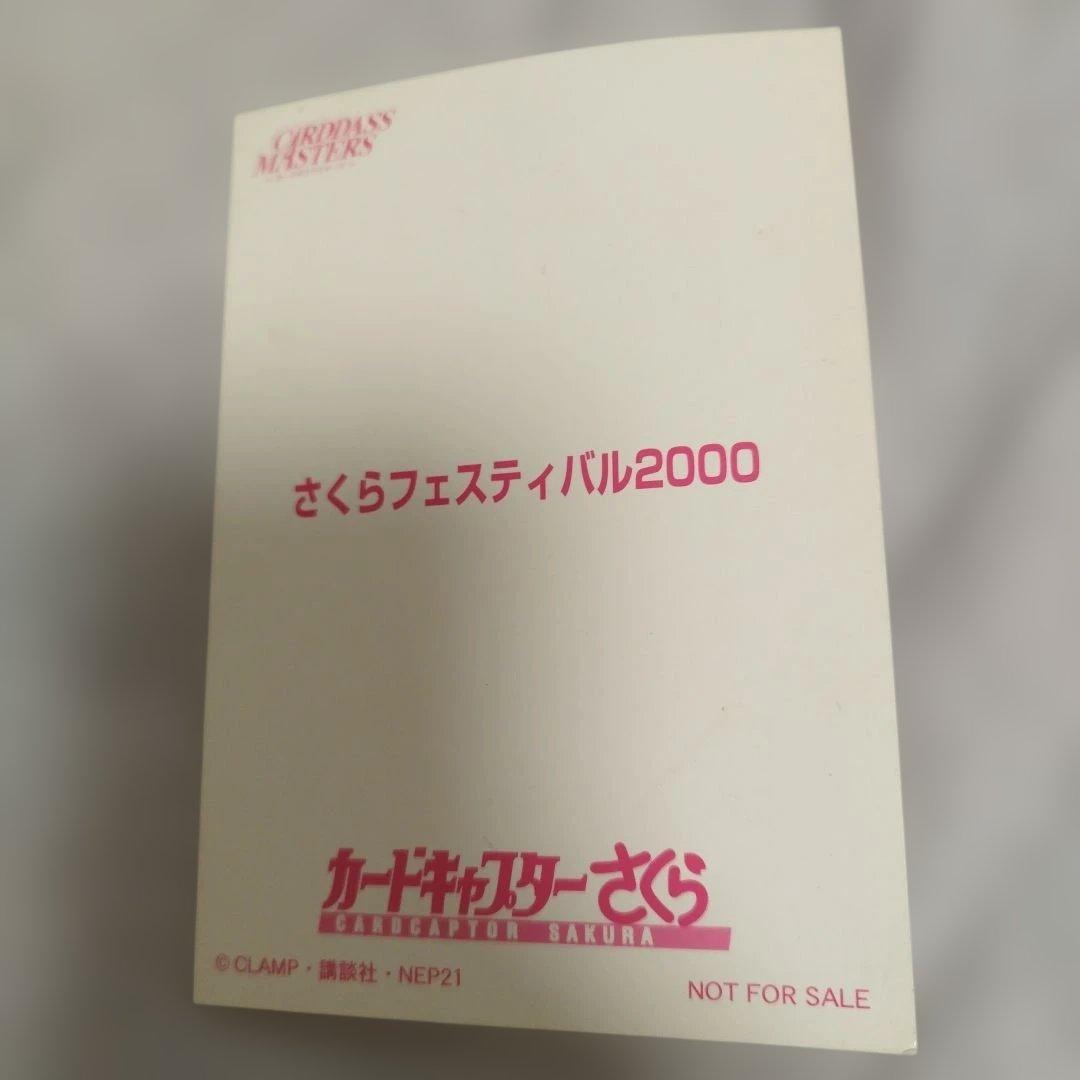 CARDDASS
MASTERS
さくらフェスティバル2000
カードキャプターさくら
CARDCAPTOR SAKURA
©CLAMP・講談社・NEP21
NOT FOR SALE